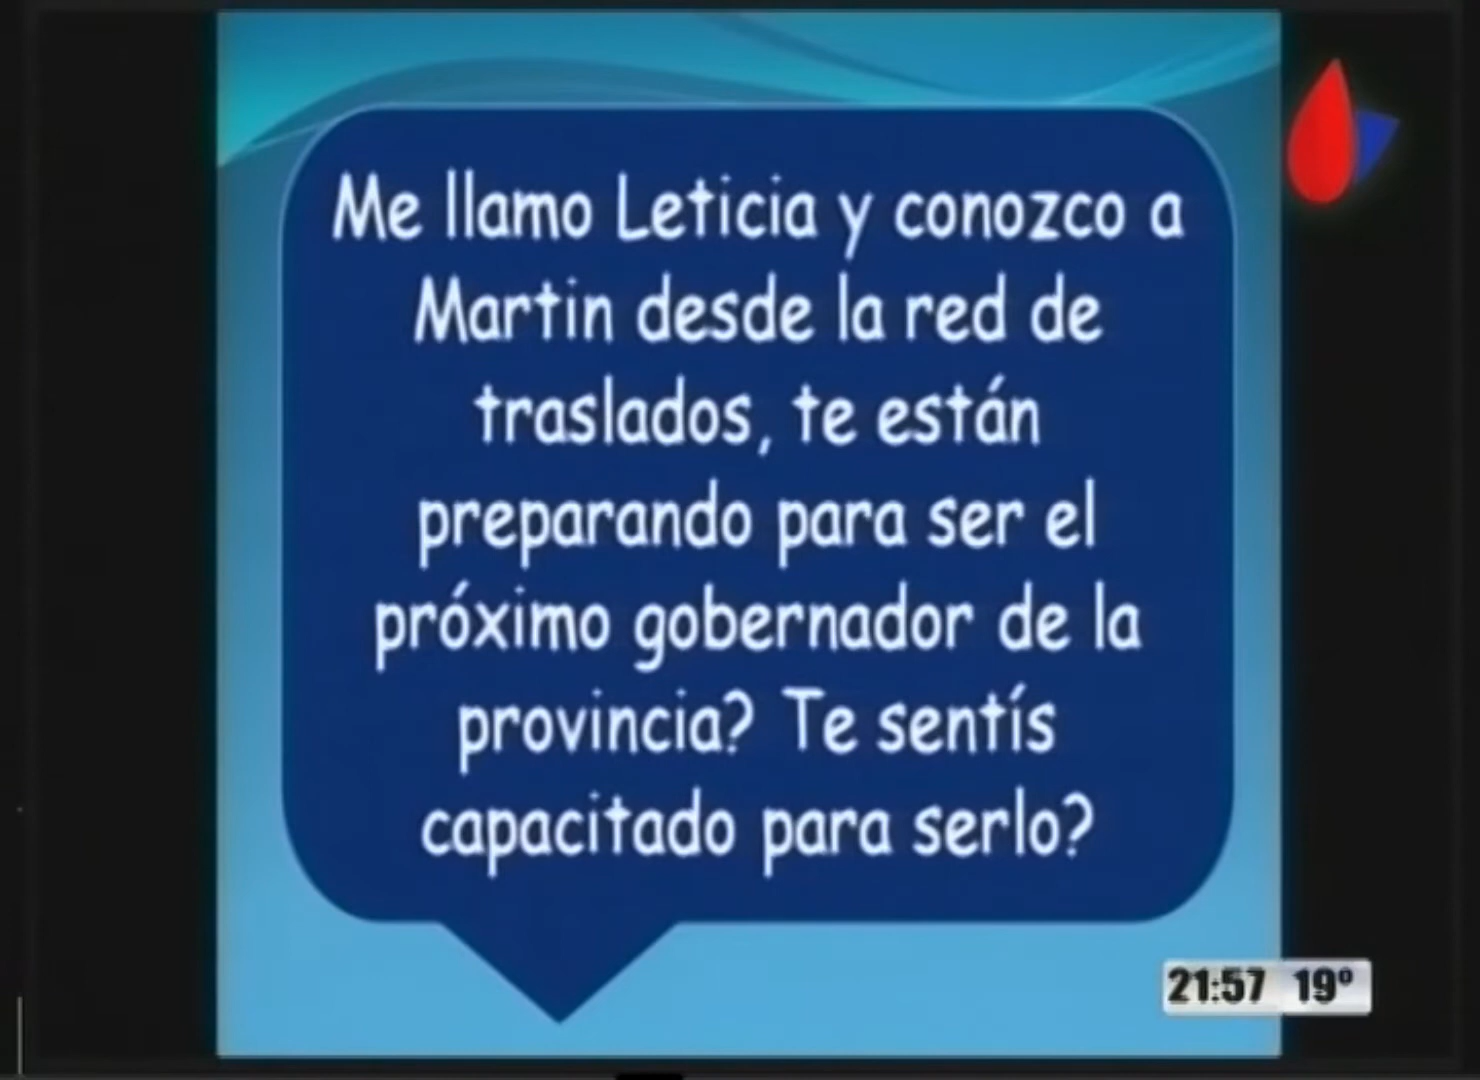 Me llamo Leticia y conozco a
Martin desde la red de
traslados, te están
preparando para ser el
próximo gobernador de la
provincia? Te sentís
capacitado para serlo?
21:57 19º